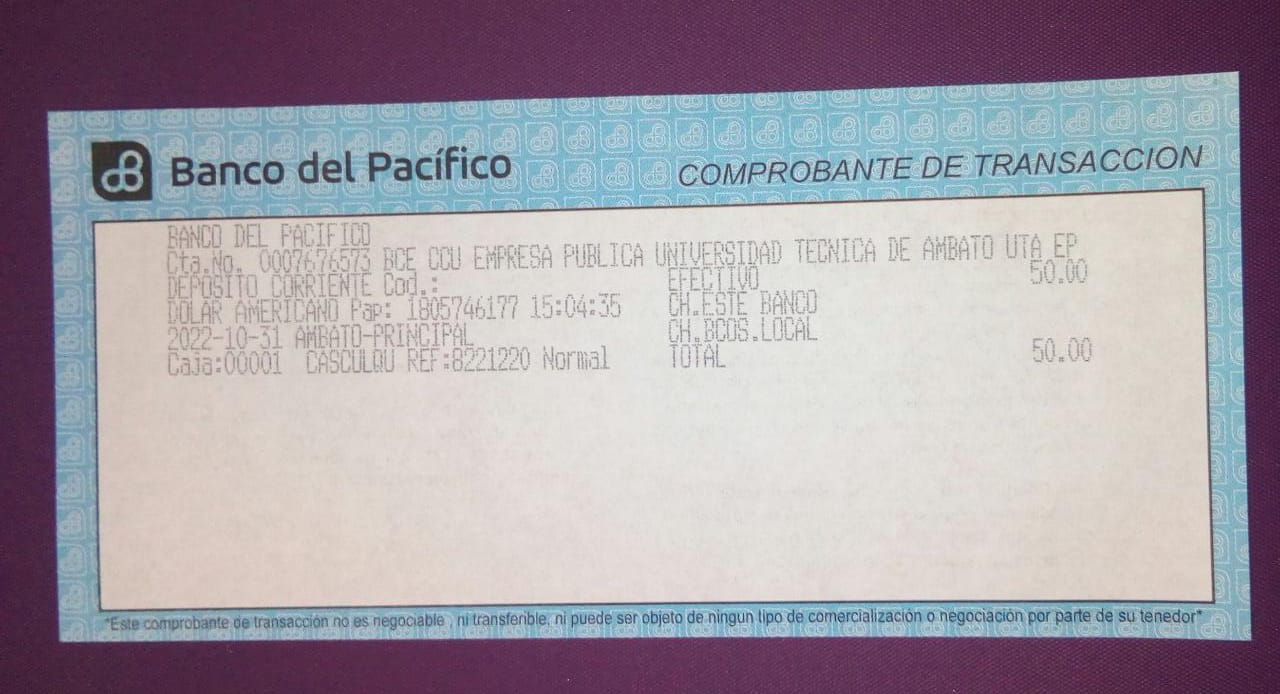 Banco del Pacífico
COMPROBANTE DE TRANSACCION
BANCO DEL PACIFICO
Cta.No. 0007676573 BCE CCU EMPRESA PUBLICA UNIVERSIDAD TECNICA DE AMBATO UTA EP
DEPOSITO CORRIENTE Cod.: EFECTIVO 50.00
DOLAR AMERICANO Pap: 1805746177 15:04:35 CH.ESTE BANCO
2022-10-31 AMBATO-PRINCIPAL CH.BCOS.LOCAL
Caja:00001 CASCULQU REF:8221220 Normal TOTAL 50.00
"Este comprobante de transacción no es negociable , ni transferible, ni puede ser objeto de ningun tipo de comercialización o negociación por parte de su tenedor"